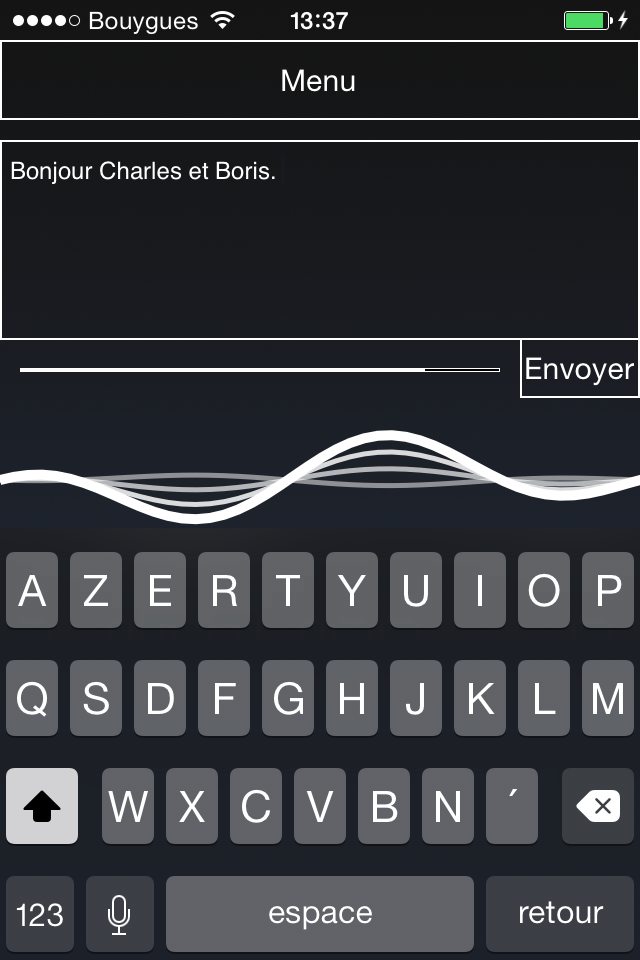 Bouygues 13:37
Menu
Bonjour Charles et Boris.
Envoyer
A Z E R T Y U I O P
Q S D F G H J K L M
W X C V B N ´
123 espace retour